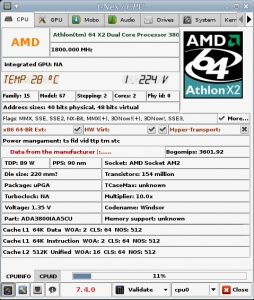 CPU GPU Mobo Audio Drives System Kern
AMD
Athlon(tm) 64 X2 Dual Core Processor 380
1800.000 MHz
AMD
64
Athlon X2
Integrated GPU: NA
TEMP 28 °C 1.224 V
Family: 15 Model: 67 Stepping: 2 Cores: 2 Phy id: 0
Address sizes: 40 bits physical, 48 bits virtual
Flags: MMX, SSE, SSE2, NX-Bit, MMX(+), 3DNow!(+), 3DNow!, SSE3, More...
x86 64-Bit Ext: HW Virt: Hyper-Transport:
Power mangament: ts fid vid ttp tm stc
Data from the manufacturer :..... Bogomips: 3601.92
TDP: 89 W PPS: 90 nm Socket: AMD Socket AM2
Die size: 220 mm² Transistors: 154 million
Package: uPGA TCaseMax: unknown
Turboclock: NA Multiplier: 10.0x
Voltage: 1.35 V Codename: Windsor
Part: ADA3800IAA5CU Memory support: unknown
Cache L1 64K Data WOA: 2 CLS: 64 NOS: 512
Cache L1 64K Instruction WOA: 2 CLS: 64 NOS: 512
Cache L2 512K Unified WOA: 16 CLS: 64 NOS: 512
CPUINFO CPUID 11%
7.4.0 Validate cpu0 Close